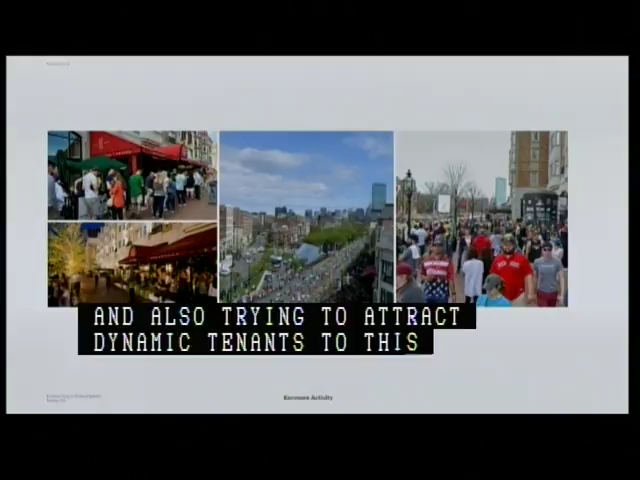 AND ALSO TRYING TO ATTRACT
DYNAMIC TENANTS TO THIS
Kenmore Activity